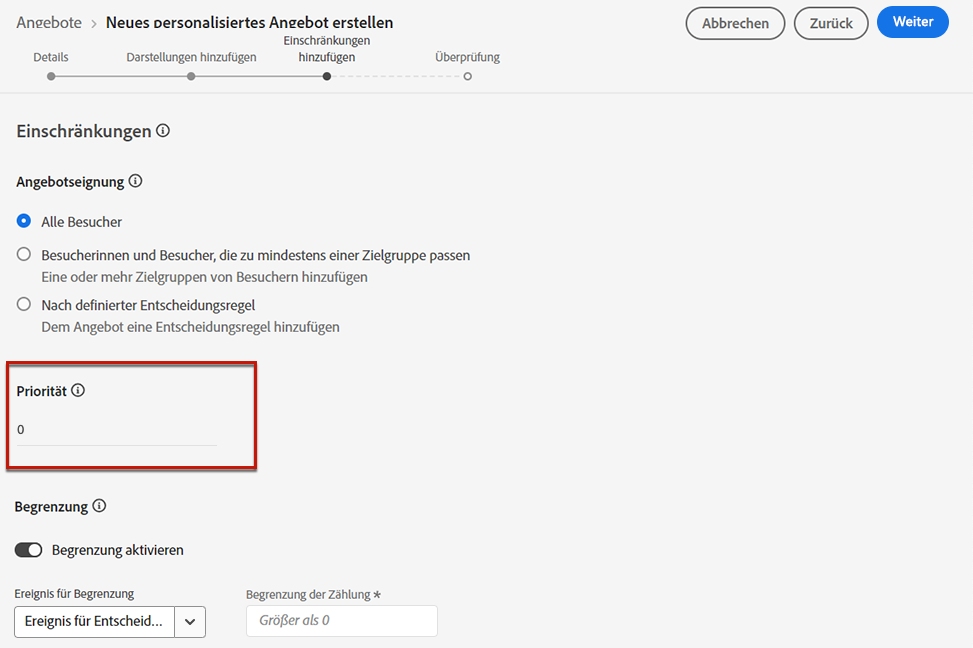 Angebote > Neues personalisiertes Angebot erstellen
Abbrechen
Zurück
Weiter
Details
Darstellungen hinzufügen
Einschränkungen
hinzufügen
Überprüfung
Einschränkungen
Angebotseignung
Alle Besucher
Besucherinnen und Besucher, die zu mindestens einer Zielgruppe passen
Eine oder mehr Zielgruppen von Besuchern hinzufügen
Nach definierter Entscheidungsregel
Dem Angebot eine Entscheidungsregel hinzufügen
Priorität
0
Begrenzung
Begrenzung aktivieren
Ereignis für Begrenzung
Begrenzung der Zählung *
Ereignis für Entscheid...
Größer als 0